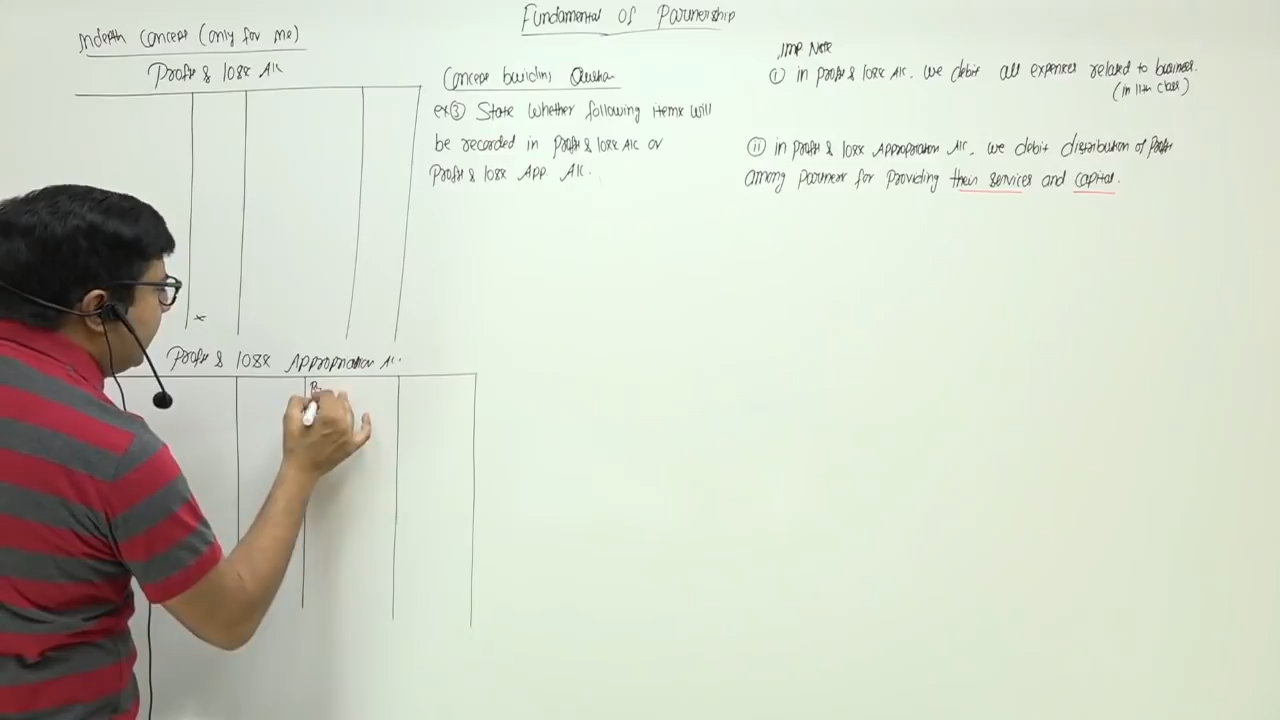 Fundamental of Parnership
Indepth Concept (only for me)
Profit & loss A/c
Concept building Question
ex③ State whether following items will
be recorded in profit & loss A/c or
Profit & loss App. A/c.
Imp Note
(i) in profit & loss A/c, we debit all expenses related to business.
(in 11th class)
(ii) in profit & loss Appropriation A/c, we debit distribution of Profit
among partners for providing their services and capital.
Profit & loss Appropriation A/c.